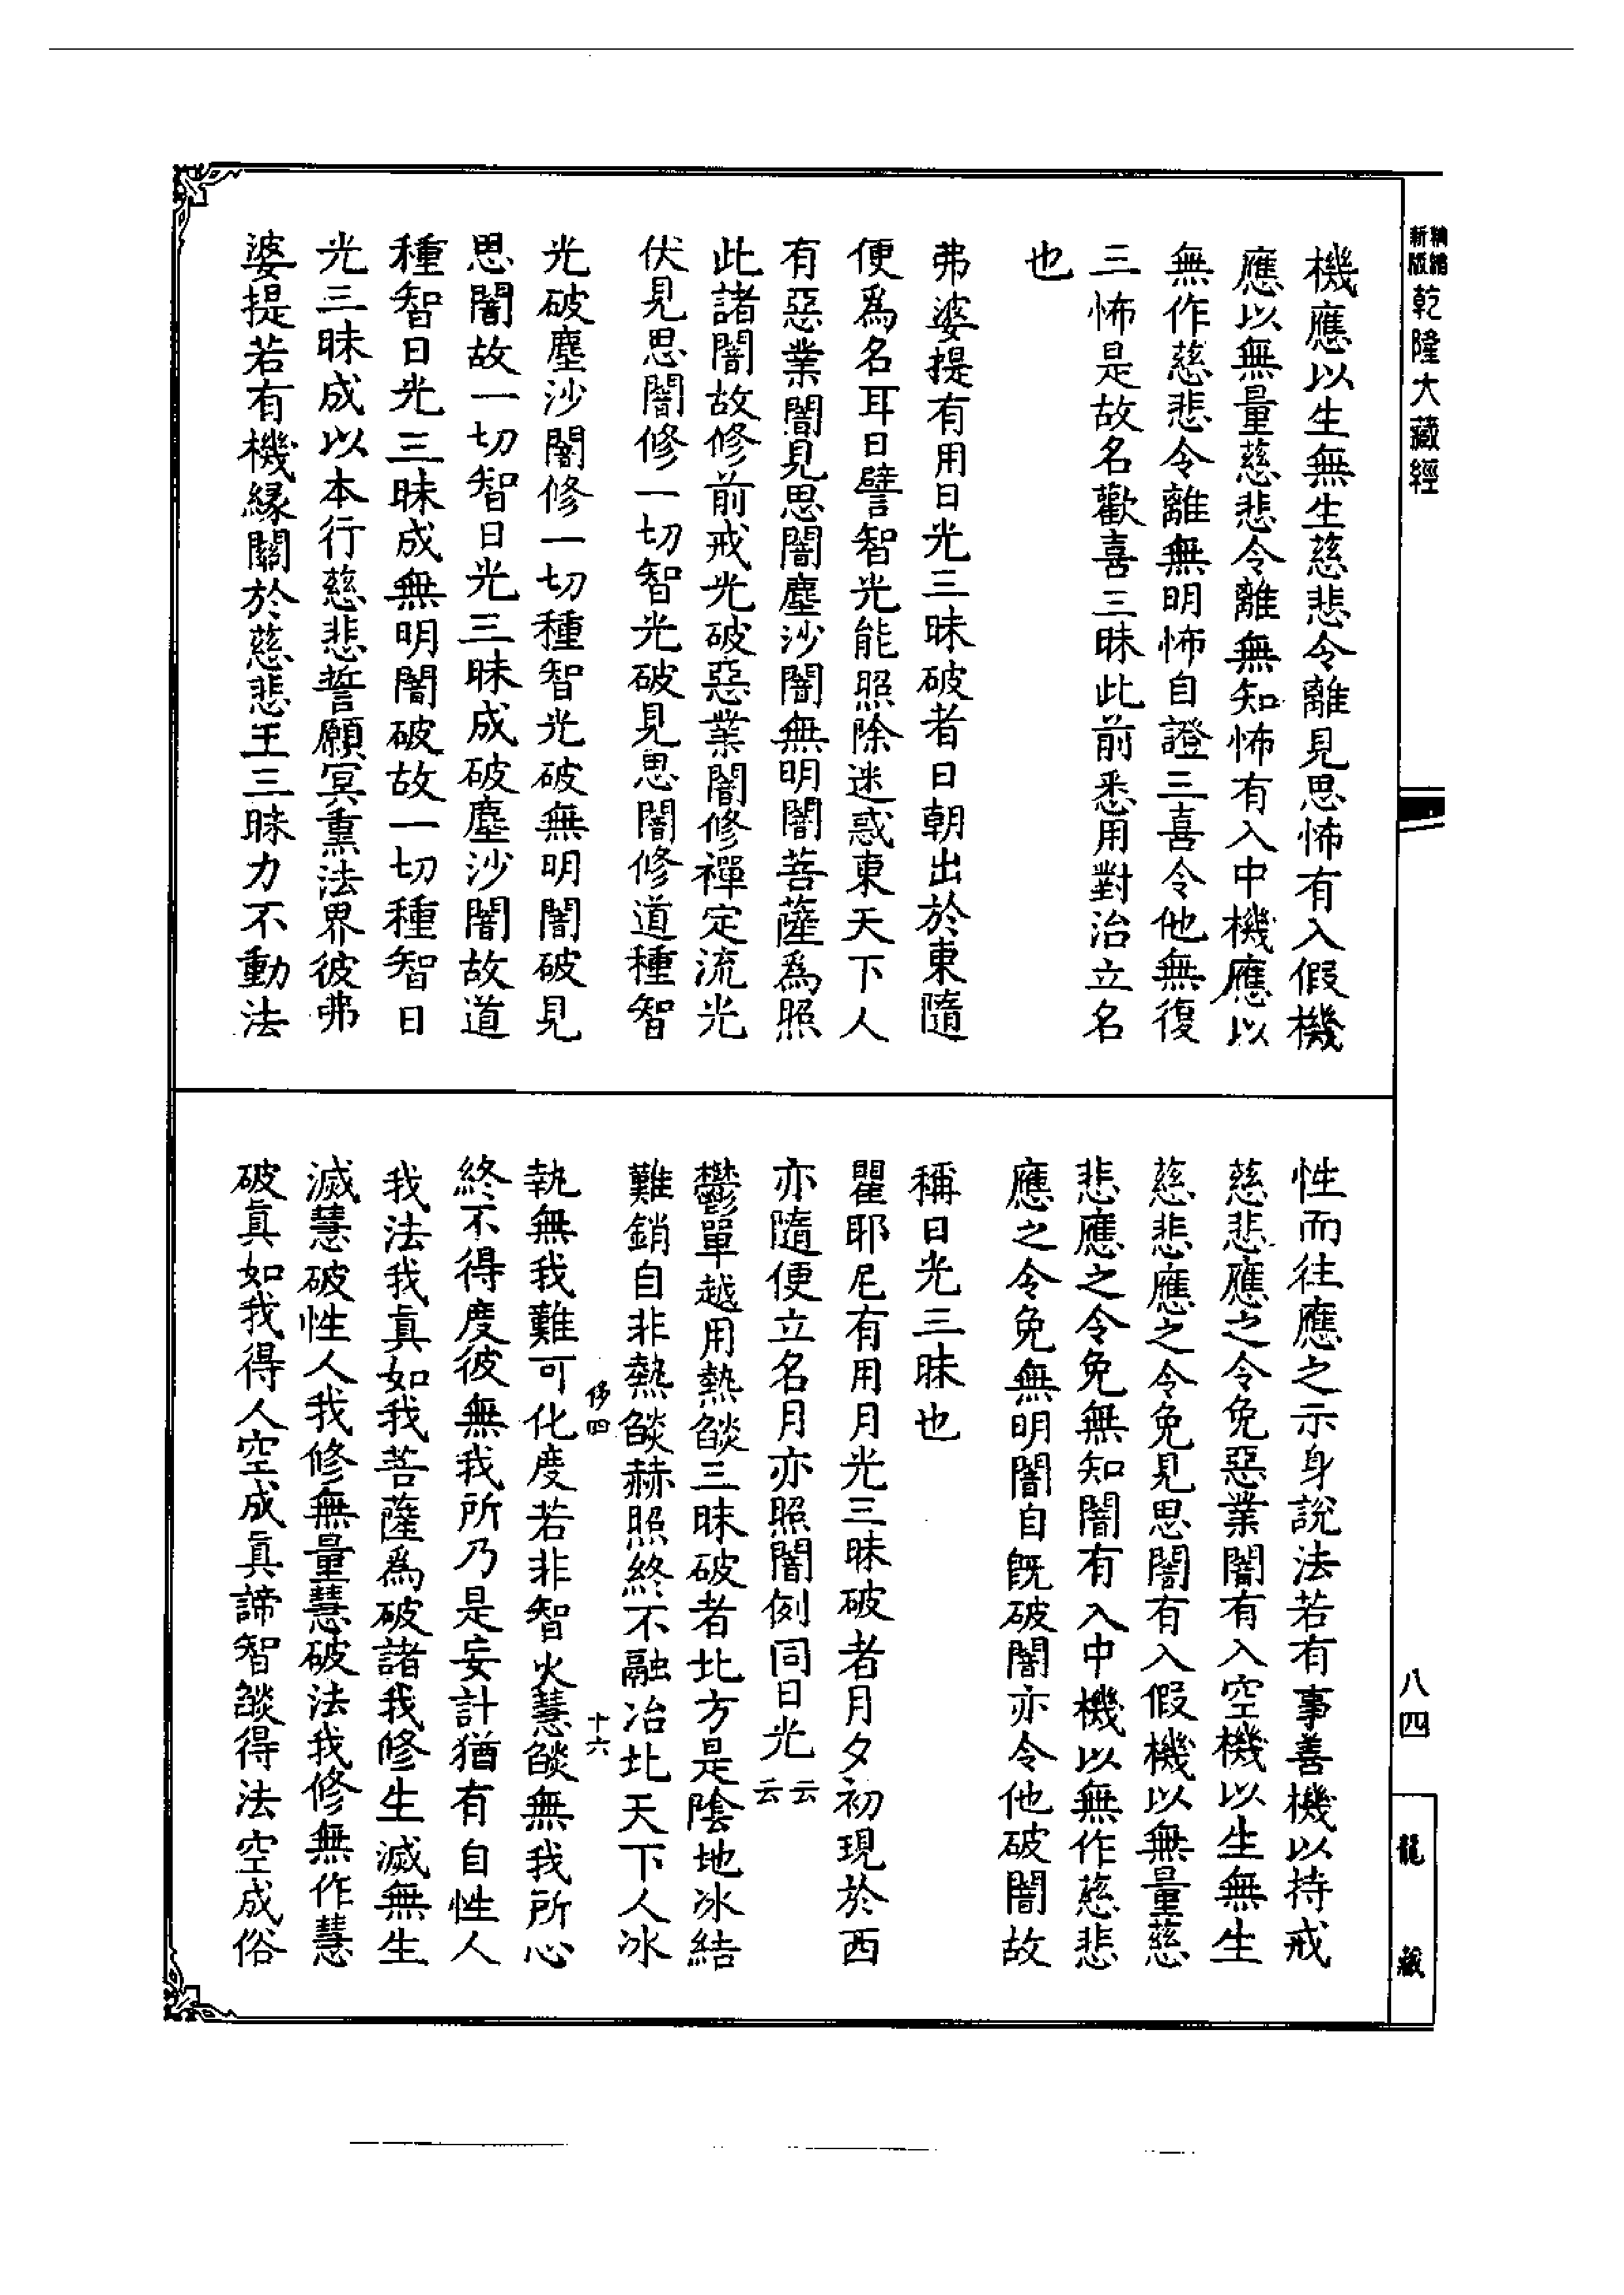 新版
精縮
乾隆大藏經
機應以生無生慈悲令離見思怖有入假機
應以無量慈悲令離無知怖有入中機應以
無作慈悲令離無明怖自證三喜令他無復
三怖是故名歡喜三昧此前悉用對治立名
也
弗婆提有用日光三昧破者日朝出於東隨
便爲名耳日譬智光能照除迷惑東天下人
有惡業闇見思闇塵沙闇無明闇菩薩爲照
此諸闇故修前戒光破惡業闇修禪定流光
伏見思闇修一切智光破見思闇修道種智
光破塵沙闇修一切種智光破無明闇破見
思闇故一切智日光三昧成破塵沙闇故道
種智日光三昧成無明闇破故一切種智日
光三昧成以本行慈悲誓願冥熏法界彼弗
婆提若有機緣關於慈悲王三昧力不動法
性而往應之示身說法若有事善機以持戒
慈悲應之令免惡業闇有入空機以生無生
慈悲應之令免見思闇有入假機以無量慈
悲應之令免無知闇有入中機以無作慈悲
應之令免無明闇自旣破闇亦令他破闇故
稱日光三昧也
瞿耶尼有用月光三昧破者月夕初現於西
亦隨便立名月亦照闇例同日光云云
鬱單越用熱燄三昧破者北方是陰地冰結
難銷自非熱燄赫照終不融冶北天下人冰
侈四
十六
執無我難可化度若非智火慧燄無我所心
終不得度彼無我所乃是妄計猶有自性人
我法我真如我菩薩爲破諸我修生滅無生
滅慧破性人我修無量慧破法我修無作慧
破真如我得人空成真諦智燄得法空成俗
八四
龍藏